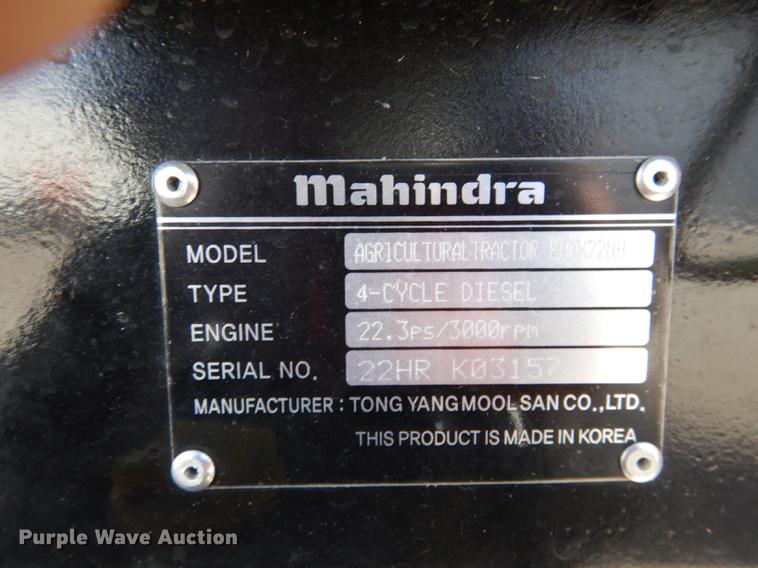 mahindra
MODEL AGRICULTURALTRACTOR
TYPE 4-CYCLE DIESEL
ENGINE 22.3ps/3000rpm
SERIAL NO. 22HR K03157
MANUFACTURER : TONG YANG MOOL SAN CO.,LTD.
THIS PRODUCT IS MADE IN KOREA
Purple Wave Auction